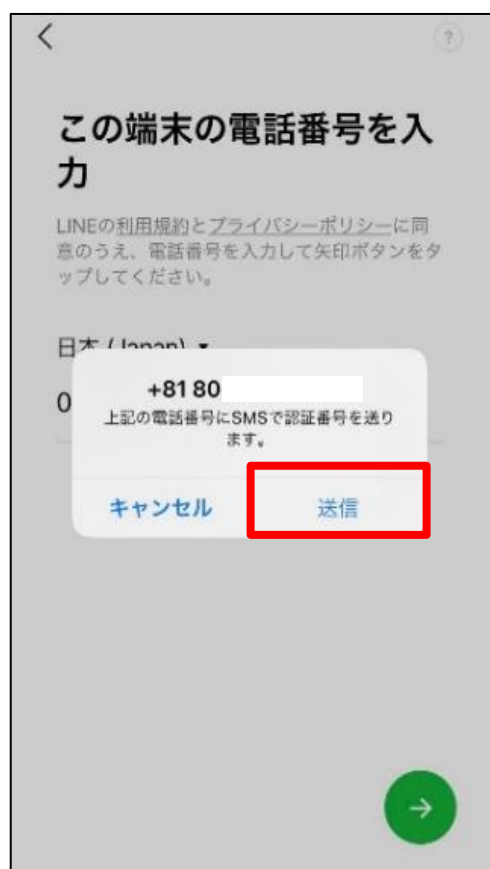 この端末の電話番号を入
力
LINEの利用規約とプライバシーポリシーに同
意のうえ、電話番号を入力して矢印ボタンをタ
ップしてください。
日本 (Japan)
0
+81 80
上記の電話番号にSMSで認証番号を送り
ます。
キャンセル 送信